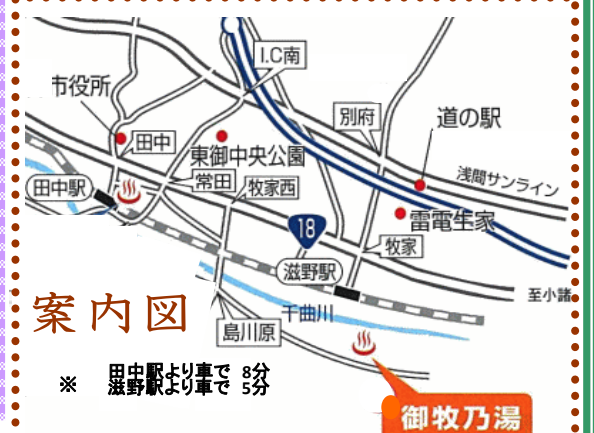 I.C南
市役所
別府
道の駅
田中
東御中央公園
浅間サンライン
田中駅
常田
牧家西
雷電生家
18
牧家
滋野駅
至小諸
案内図
千曲川
島川原
※ 田中駅より車で 8分
滋野駅より車で 5分
御牧乃湯